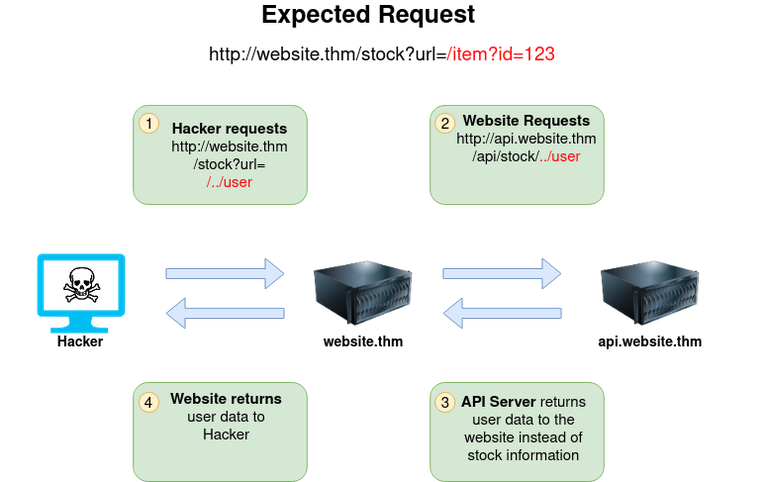 Expected Request
http://website.thm/stock?url=/item?id=123
1
Hacker requests
http://website.thm
/stock?url=
/../user
2
Website Requests
http://api.website.thm
/api/stock/../user
Hacker
website.thm
api.website.thm
4
Website returns
user data to
Hacker
3
API Server returns
user data to the
website instead of
stock information